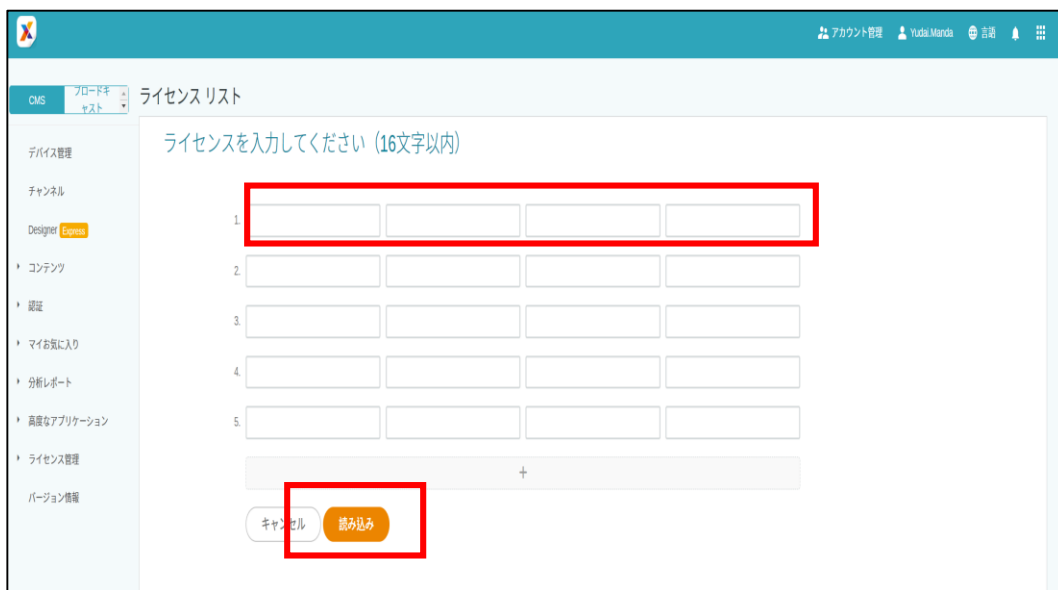 アカウント管理 Yudai.Manda 言語
CMS
ブロードキ
ャスト
ライセンス リスト
ライセンスを入力してください（16文字以内）
デバイス管理
チャンネル
Designer Express
コンテンツ
認証
マイお気に入り
分析レポート
高度なアプリケーション
ライセンス管理
バージョン情報
1.
2.
3.
4.
5.
+
キャンセル 読み込み